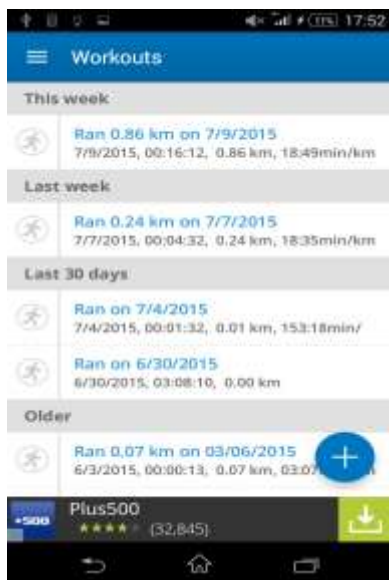 17:52
Workouts
This week
Ran 0.86 km on 7/9/2015
7/9/2015, 00:16:12, 0.86 km, 18:49min/km
Last week
Ran 0.24 km on 7/7/2015
7/7/2015, 00:04:32, 0.24 km, 18:35min/km
Last 30 days
Ran on 7/4/2015
7/4/2015, 00:01:32, 0.01 km, 153:18min/
Ran on 6/30/2015
6/30/2015, 03:08:10, 0.00 km
Older
Ran 0,07 km on 03/06/2015
6/3/2015, 00:00:13, 0.07 km, 03:07
+500
Plus500
(32,845)